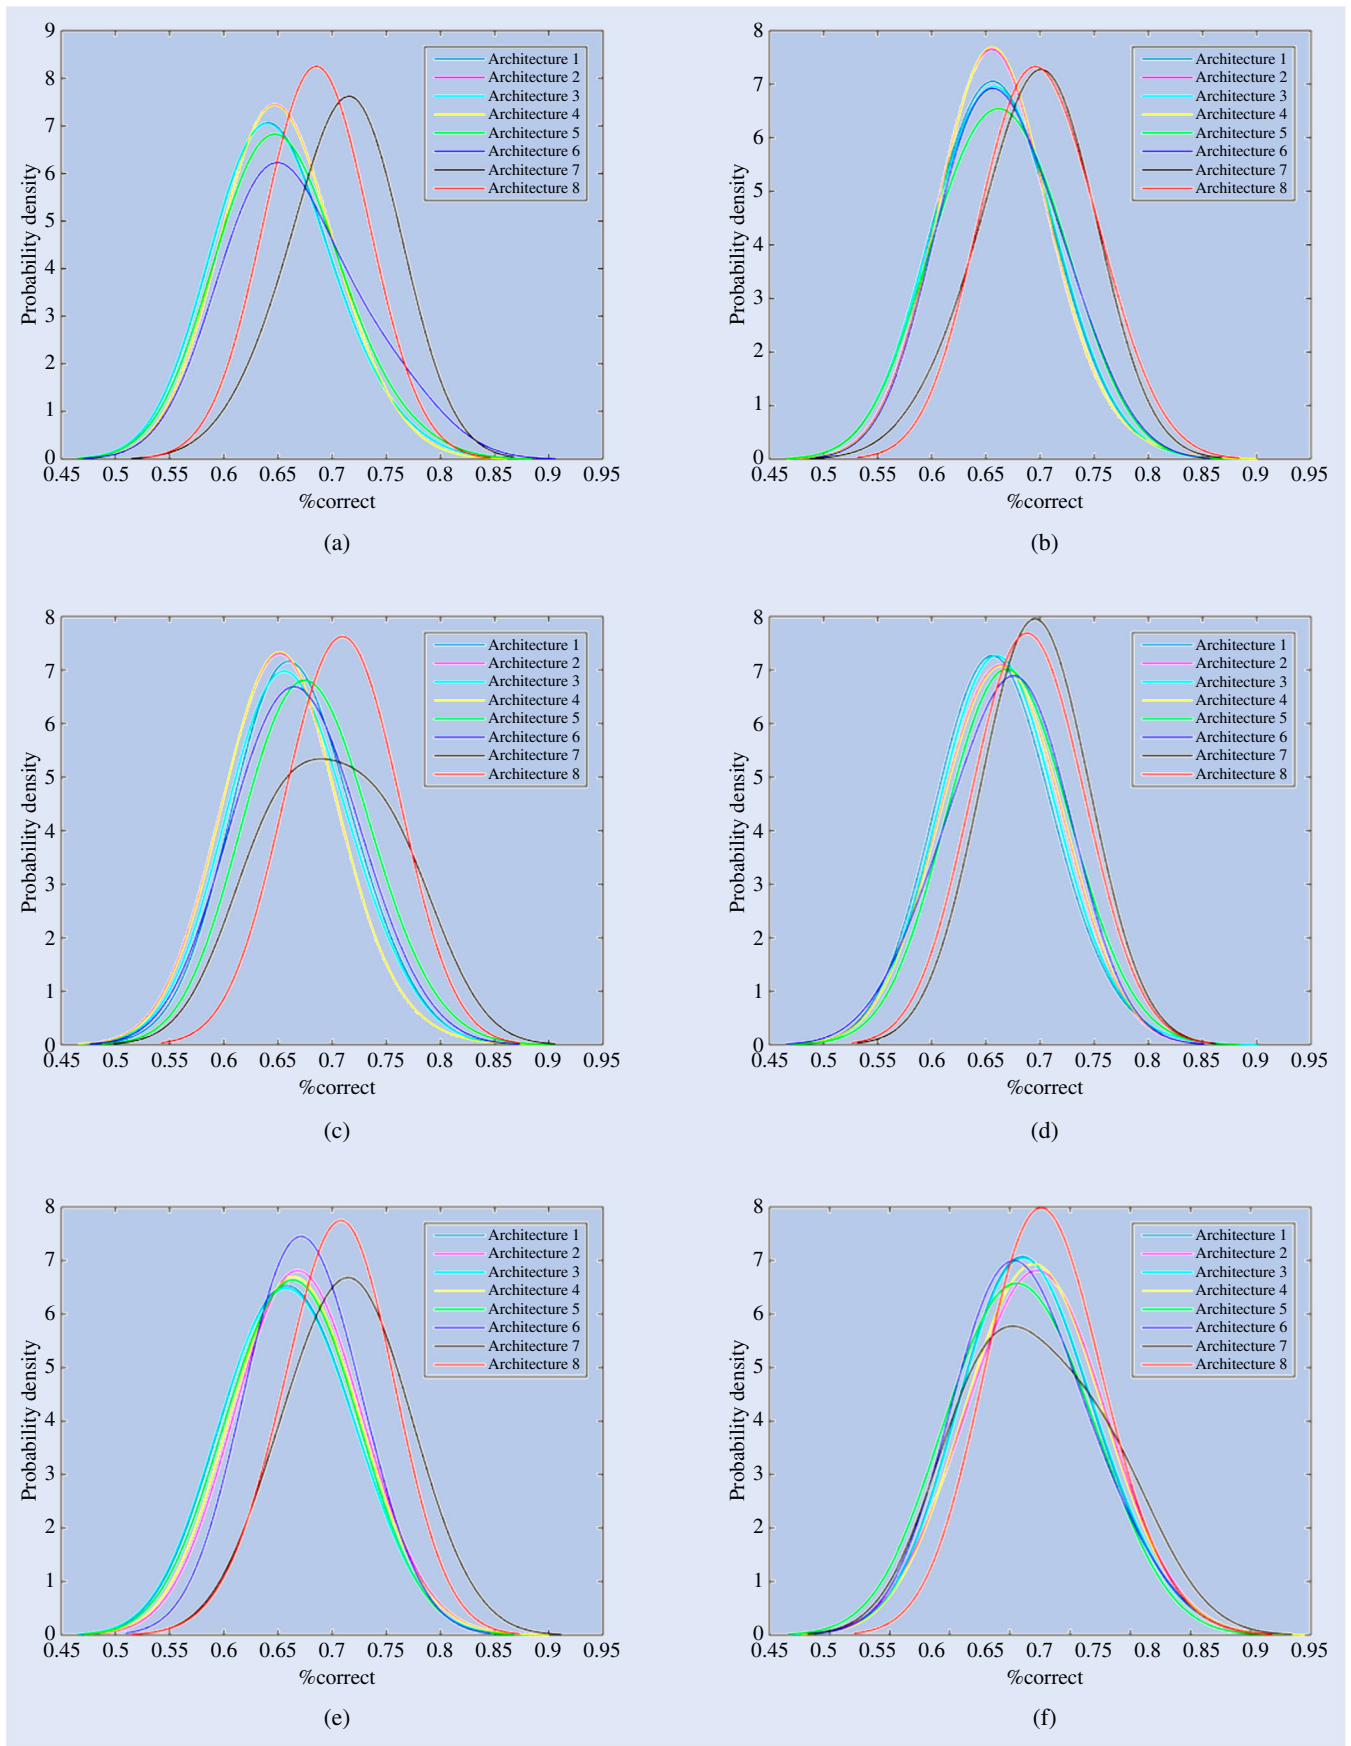 9
8
7
6
5
4
3
2
1
0
Probability density
0.45 0.5 0.55 0.6 0.65 0.7 0.75 0.8 0.85 0.9 0.95
%correct
Architecture 1
Architecture 2
Architecture 3
Architecture 4
Architecture 5
Architecture 6
Architecture 7
Architecture 8
(a)
8
7
6
5
4
3
2
1
0
Probability density
0.45 0.5 0.55 0.6 0.65 0.7 0.75 0.8 0.85 0.9 0.95
%correct
Architecture 1
Architecture 2
Architecture 3
Architecture 4
Architecture 5
Architecture 6
Architecture 7
Architecture 8
(b)
8
7
6
5
4
3
2
1
0
Probability density
0.45 0.5 0.55 0.6 0.65 0.7 0.75 0.8 0.85 0.9 0.95
%correct
Architecture 1
Architecture 2
Architecture 3
Architecture 4
Architecture 5
Architecture 6
Architecture 7
Architecture 8
(c)
8
7
6
5
4
3
2
1
0
Probability density
0.45 0.5 0.55 0.6 0.65 0.7 0.75 0.8 0.85 0.9 0.95
%correct
Architecture 1
Architecture 2
Architecture 3
Architecture 4
Architecture 5
Architecture 6
Architecture 7
Architecture 8
(d)
8
7
6
5
4
3
2
1
0
Probability density
0.45 0.5 0.55 0.6 0.65 0.7 0.75 0.8 0.85 0.9 0.95
%correct
Architecture 1
Architecture 2
Architecture 3
Architecture 4
Architecture 5
Architecture 6
Architecture 7
Architecture 8
(e)
8
7
6
5
4
3
2
1
0
Probability density
0.45 0.5 0.55 0.6 0.65 0.7 0.75 0.8 0.85 0.9 0.95
%correct
Architecture 1
Architecture 2
Architecture 3
Architecture 4
Architecture 5
Architecture 6
Architecture 7
Architecture 8
(f)